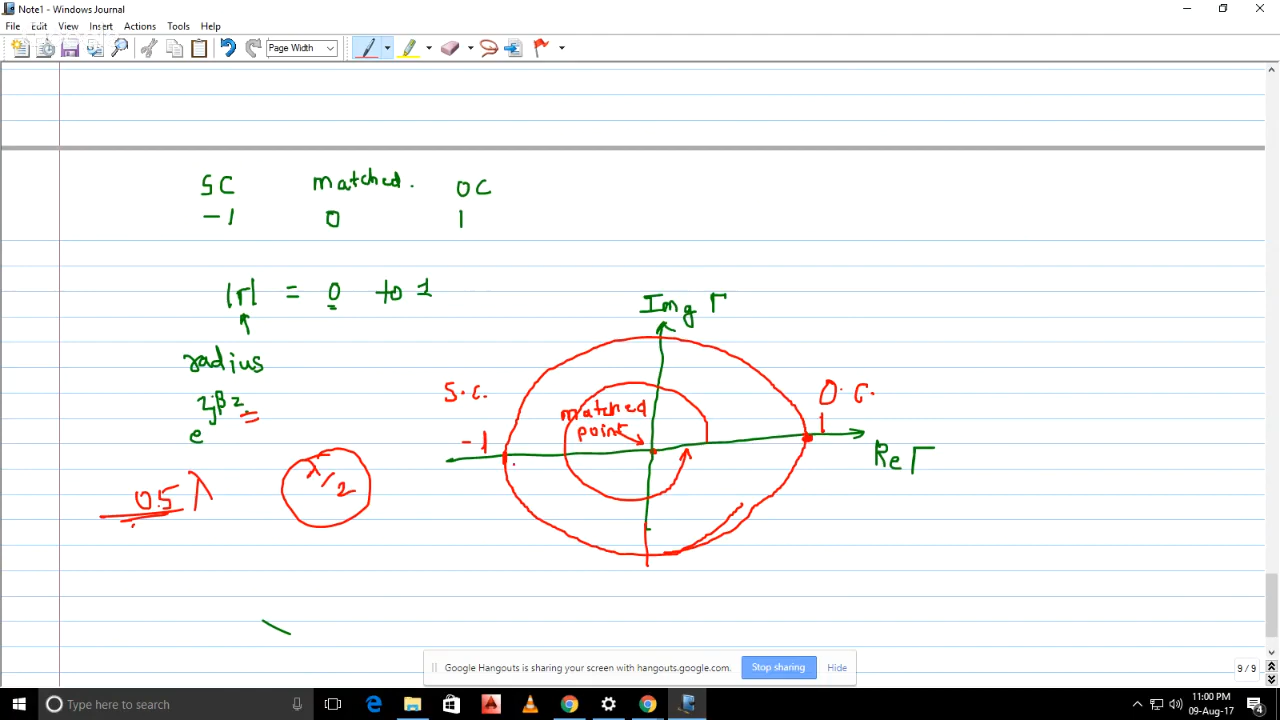 Note1 - Windows Journal
File Edit View Insert Actions Tools Help
Page Width
SC matched. OC
-1 0 1
|Γ| = 0 to 1
radius
e^{2jβz}
0.5 λ
λ/2
Img Γ
S.C.
O.C.
matched
point
-1
1
Re Γ
Google Hangouts is sharing your screen with hangouts.google.com. Stop sharing Hide
9 / 9
Type here to search
11:00 PM
09-Aug-17
4